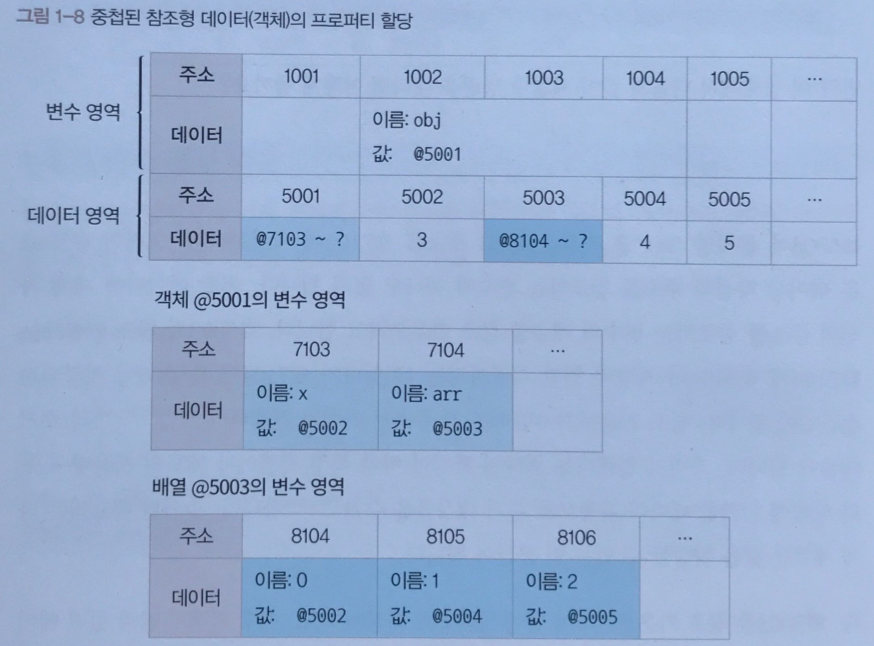 그림 1-8 중첩된 참조형 데이터(객체)의 프로퍼티 할당
변수 영역
주소 1001 1002 1003 1004 1005 ...
데이터 이름: obj
값: @5001
데이터 영역
주소 5001 5002 5003 5004 5005 ...
데이터 @7103 ~ ? 3 @8104 ~ ? 4 5
객체 @5001의 변수 영역
주소 7103 7104 ...
데이터 이름: x 이름: arr
값: @5002 값: @5003
배열 @5003의 변수 영역
주소 8104 8105 8106 ...
데이터 이름: 0 이름: 1 이름: 2
값: @5002 값: @5004 값: @5005